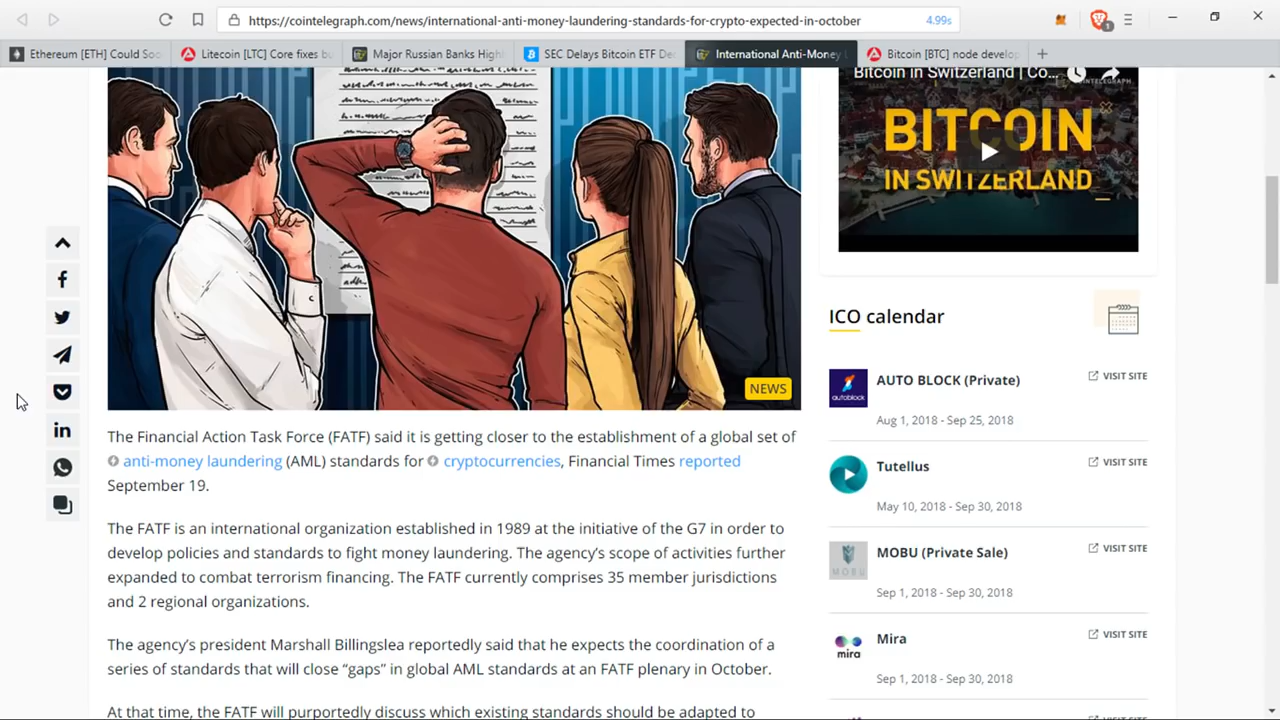 https://cointelegraph.com/news/international-anti-money-laundering-standards-for-crypto-expected-in-october
4.99s
1
Ethereum [ETH] Could Soo
Litecoin [LTC] Core fixes bu
Major Russian Banks Highl
SEC Delays Bitcoin ETF De
International Anti-Money L
Bitcoin [BTC] node develop
Bitcoin in Switzerland | Co...
COINTELEGRAPH
BITCOIN
IN SWITZERLAND
NEWS
The Financial Action Task Force (FATF) said it is getting closer to the establishment of a global set of
anti-money laundering (AML) standards for cryptocurrencies, Financial Times reported
September 19.
The FATF is an international organization established in 1989 at the initiative of the G7 in order to
develop policies and standards to fight money laundering. The agency’s scope of activities further
expanded to combat terrorism financing. The FATF currently comprises 35 member jurisdictions
and 2 regional organizations.
The agency’s president Marshall Billingslea reportedly said that he expects the coordination of a
series of standards that will close “gaps” in global AML standards at an FATF plenary in October.
At that time, the FATF will purportedly discuss which existing standards should be adapted to
ICO calendar
AUTO BLOCK (Private)
VISIT SITE
autoblock
Aug 1, 2018 - Sep 25, 2018
Tutellus
VISIT SITE
May 10, 2018 - Sep 30, 2018
MOBU (Private Sale)
VISIT SITE
MOBU
Sep 1, 2018 - Sep 30, 2018
Mira
VISIT SITE
mira
Sep 1, 2018 - Sep 30, 2018